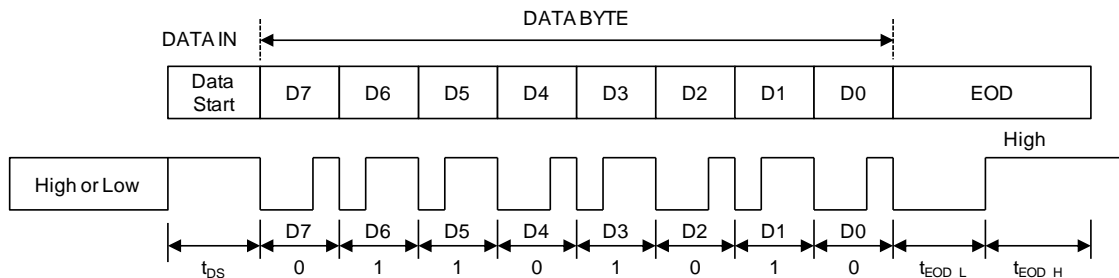 DATA BYTE
DATA IN
Data Start D7 D6 D5 D4 D3 D2 D1 D0 EOD
High
High or Low
D7 D6 D5 D4 D3 D2 D1 D0
tDS 0 1 1 0 1 0 1 0 tEOD_L tEOD_H